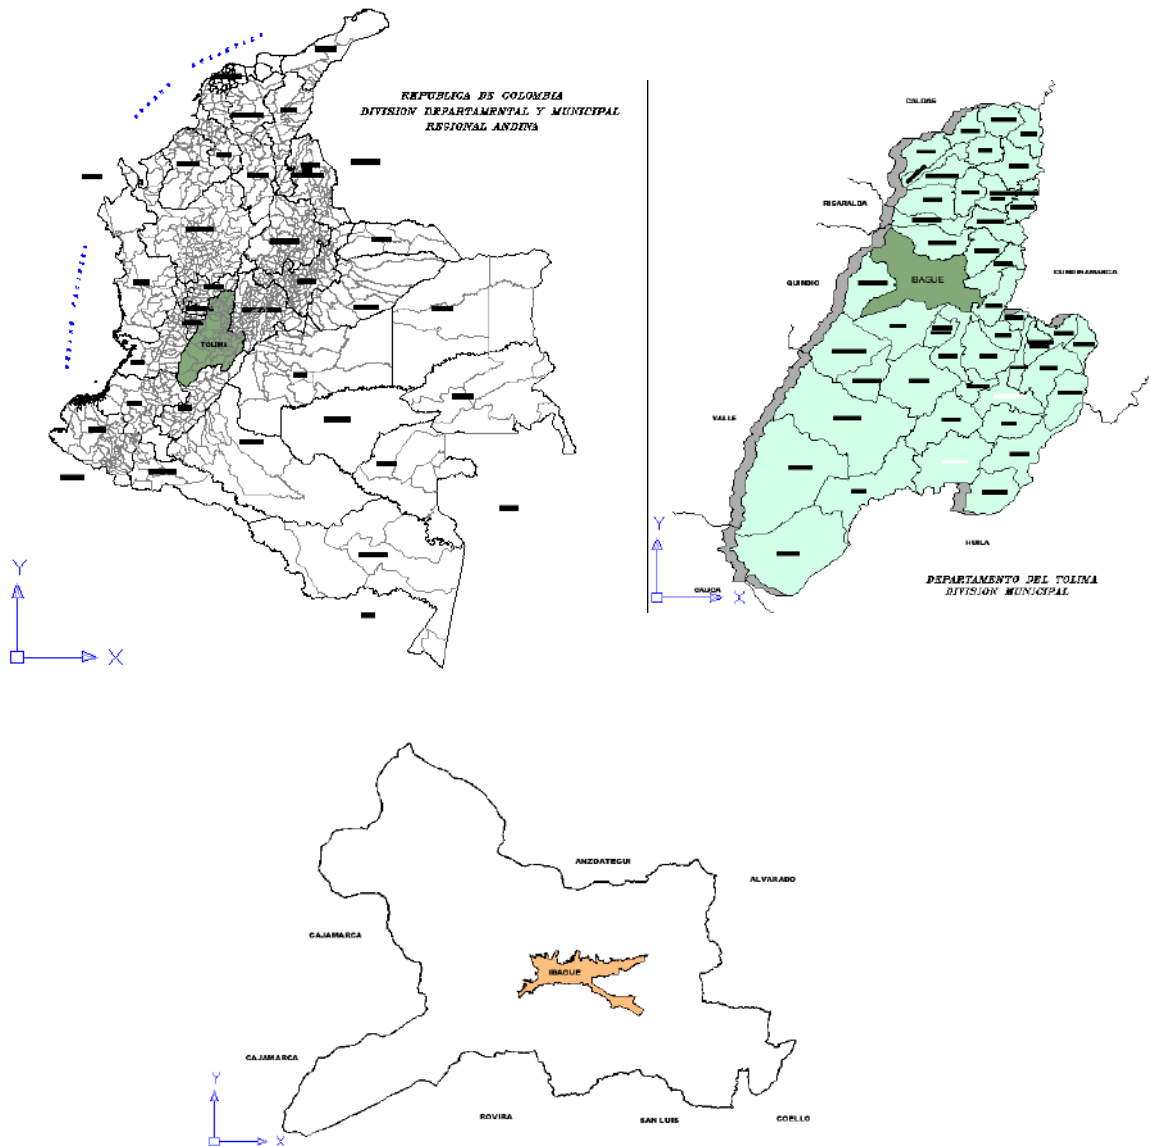 REPUBLICA DE COLOMBIA
DIVISION DEPARTAMENTAL Y MUNICIPAL
REGIONAL ANDINA
TOLIMA
Y
X
CALDAS
RISARALDA
QUINDIO
IBAGUE
CUNDINAMARCA
VALLE
HUILA
CAUCA
Y
X
DEPARTAMENTO DEL TOLIMA
DIVISION MUNICIPAL
ANZOATEGUI
ALVARADO
CAJAMARCA
IBAGUE
CAJAMARCA
ROVIRA
SAN LUIS
COELLO
Y
X